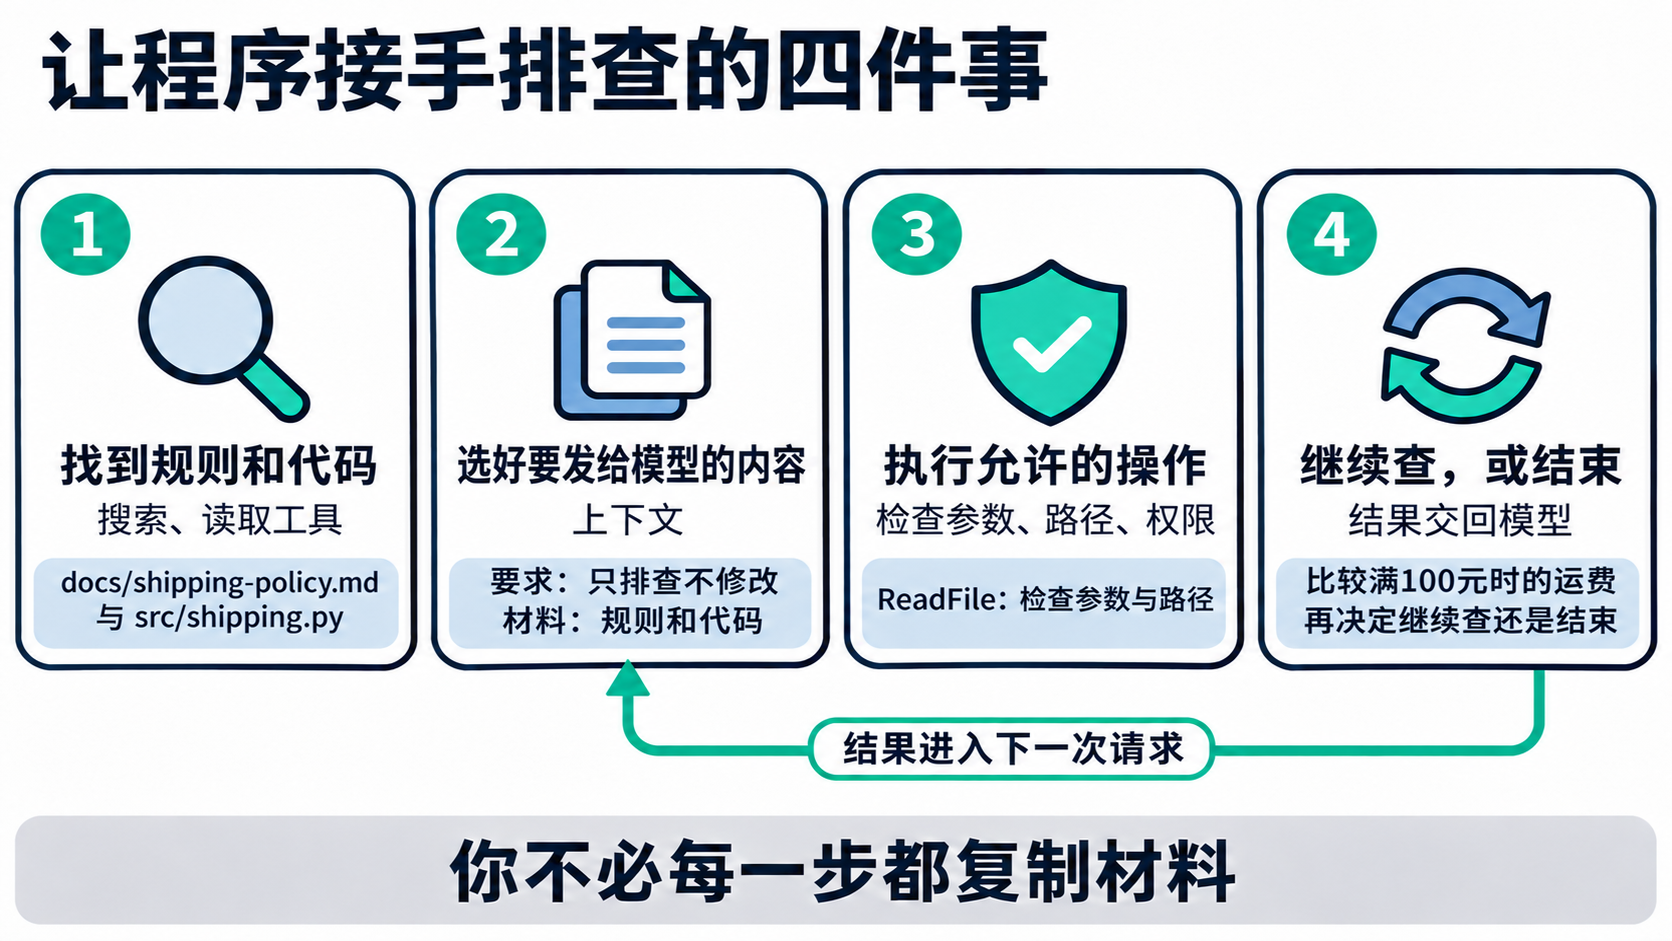 让程序接手排查的四件事
1
找到规则和代码
搜索、读取工具
docs/shipping-policy.md
与 src/shipping.py
2
选好要发给模型的内容
上下文
要求：只排查不修改
材料：规则和代码
3
执行允许的操作
检查参数、路径、权限
ReadFile：检查参数与路径
4
继续查，或结束
结果交回模型
比较满100元时的运费
再决定继续查还是结束
结果进入下一次请求
你不必每一步都复制材料